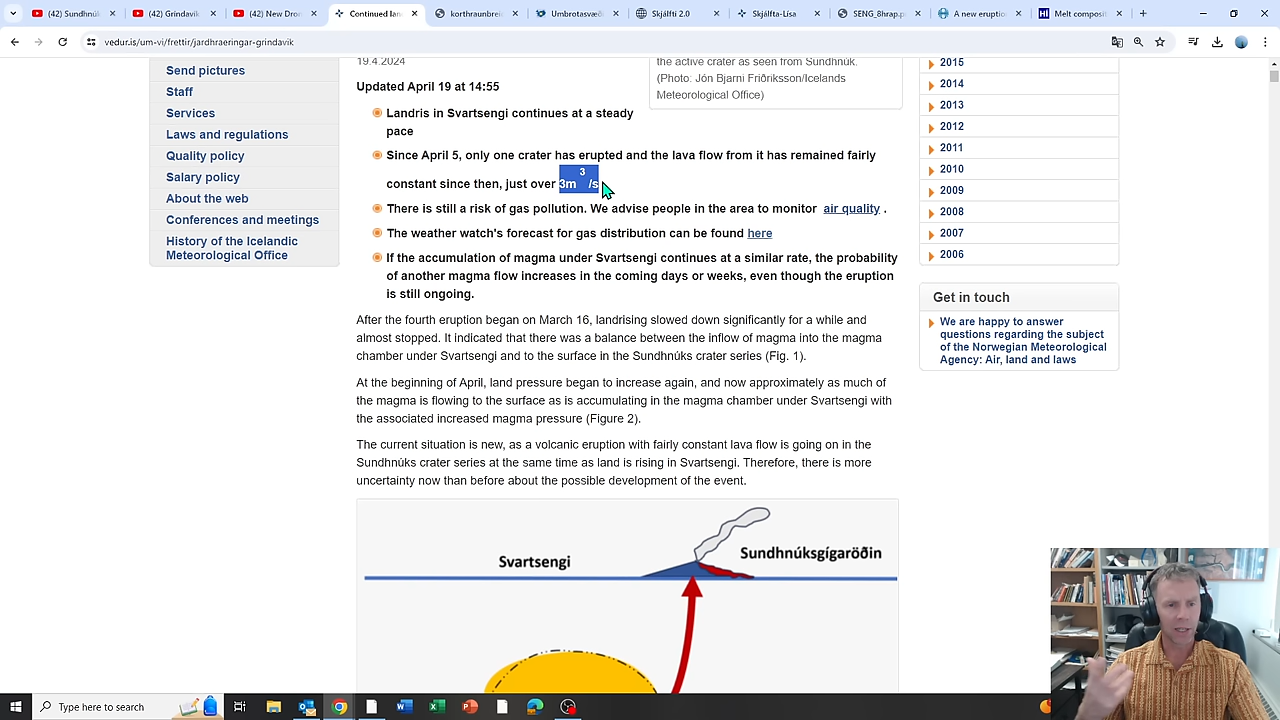 (42) Sundhnú
(42) Grindavik
(42) New Dron
Continued lan
kortharabreid
Umbrotasvæði
Skjálfti 2.0
Skjálfta-Lísa
SENG_8hrap.p
A new eruptio
Melt composit
vedur.is/um-vi/frettir/jardhraeringar-grindavik
Send pictures
Staff
Services
Laws and regulations
Quality policy
Salary policy
About the web
Conferences and meetings
History of the Icelandic
Meteorological Office
19.4.2024
Updated April 19 at 14:55
the active crater as seen from Sundhnúk.
(Photo: Jón Bjarni Friðriksson/Icelands
Meteorological Office)
Landris in Svartsengi continues at a steady
pace
Since April 5, only one crater has erupted and the lava flow from it has remained fairly
constant since then, just over 3m³/s
There is still a risk of gas pollution. We advise people in the area to monitor air quality .
The weather watch's forecast for gas distribution can be found here
If the accumulation of magma under Svartsengi continues at a similar rate, the probability
of another magma flow increases in the coming days or weeks, even though the eruption
is still ongoing.
After the fourth eruption began on March 16, landrising slowed down significantly for a while and
almost stopped. It indicated that there was a balance between the inflow of magma into the magma
chamber under Svartsengi and to the surface in the Sundhnúks crater series (Fig. 1).
At the beginning of April, land pressure began to increase again, and now approximately as much of
the magma is flowing to the surface as is accumulating in the magma chamber under Svartsengi with
the associated increased magma pressure (Figure 2).
The current situation is new, as a volcanic eruption with fairly constant lava flow is going on in the
Sundhnúks crater series at the same time as land is rising in Svartsengi. Therefore, there is more
uncertainty now than before about the possible development of the event.
Svartsengi
Sundhnúksgígaröðin
2015
2014
2013
2012
2011
2010
2009
2008
2007
2006
Get in touch
We are happy to answer
questions regarding the subject
of the Norwegian Meteorological
Agency: Air, land and laws
Type here to search